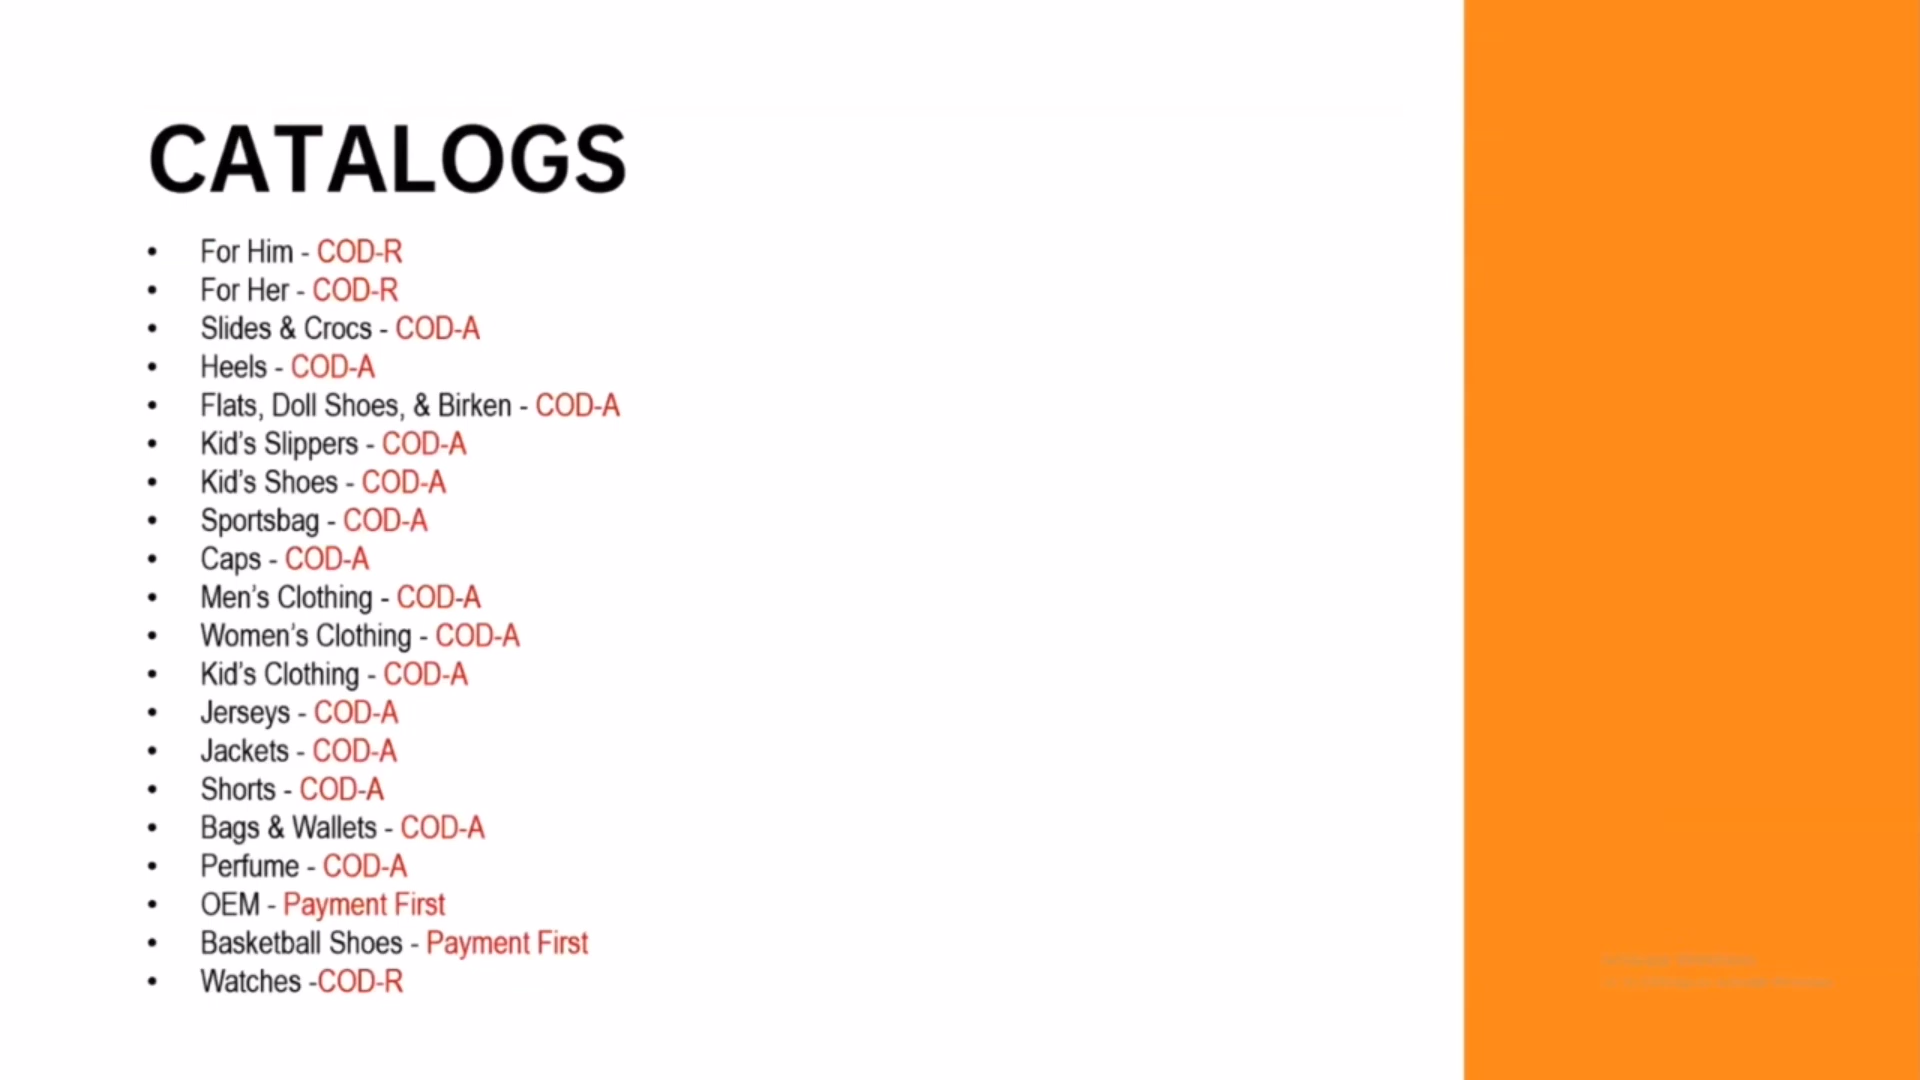 CATALOGS
• For Him - COD-R
• For Her - COD-R
• Slides & Crocs - COD-A
• Heels - COD-A
• Flats, Doll Shoes, & Birken - COD-A
• Kid’s Slippers - COD-A
• Kid’s Shoes - COD-A
• Sportsbag - COD-A
• Caps - COD-A
• Men’s Clothing - COD-A
• Women’s Clothing - COD-A
• Kid’s Clothing - COD-A
• Jerseys - COD-A
• Jackets - COD-A
• Shorts - COD-A
• Bags & Wallets - COD-A
• Perfume - COD-A
• OEM - Payment First
• Basketball Shoes - Payment First
• Watches -COD-R